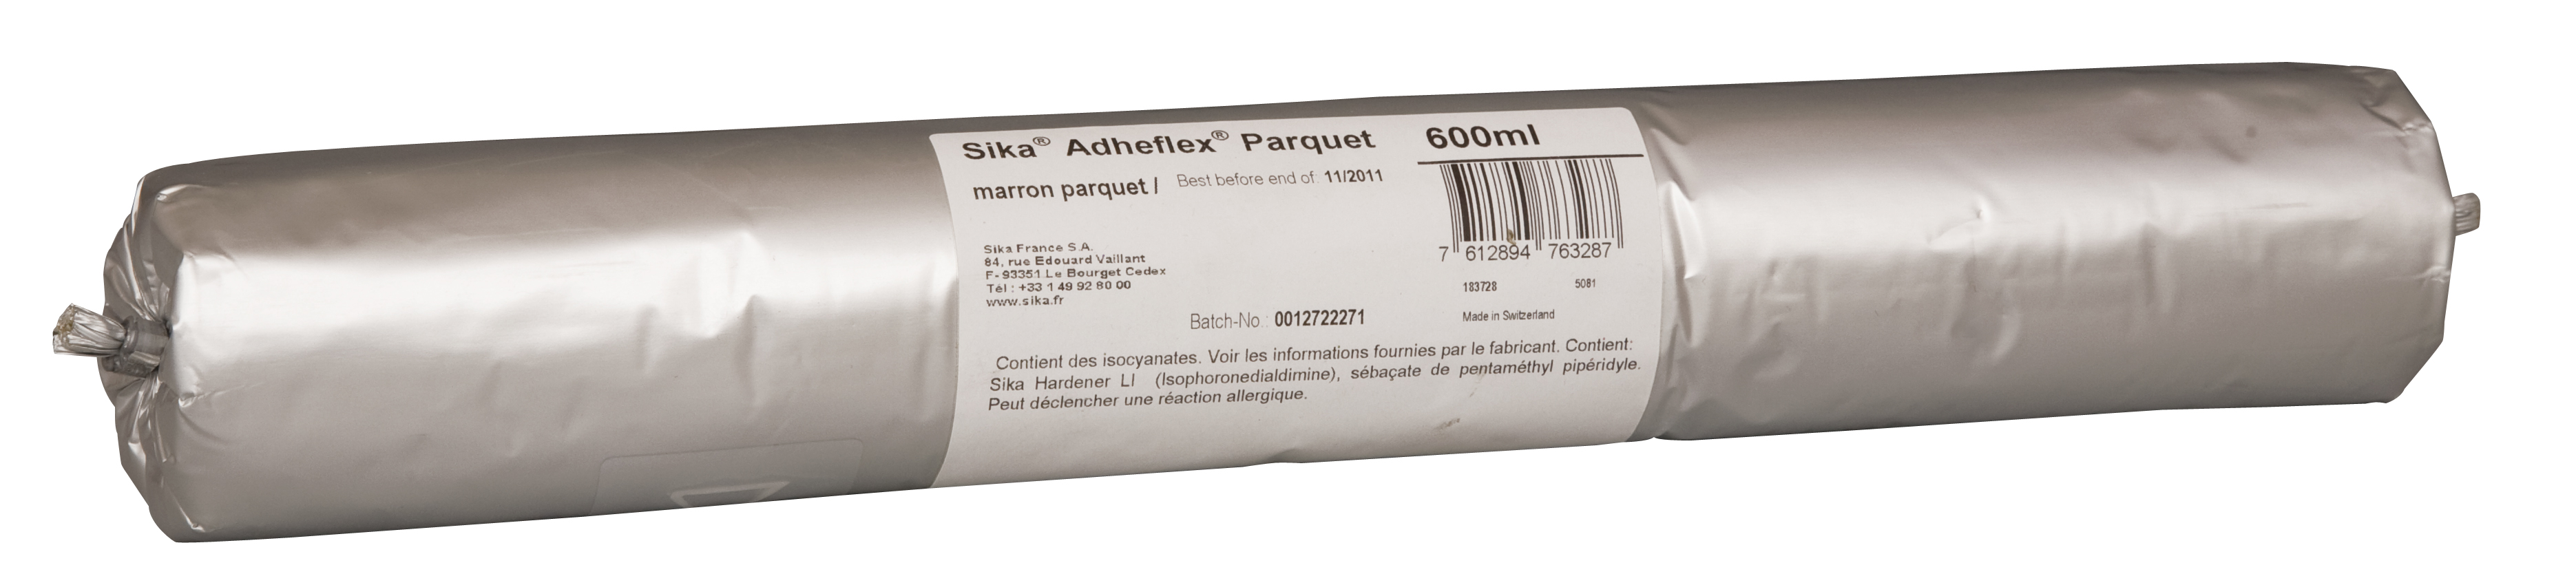 Sika® Adheflex® Parquet 600ml
marron parquet / Best before end of: 11/2011
Sika France S.A.
84, rue Edouard Vaillant
F-93351 Le Bourget Cedex
Tél : +33 1 49 92 80 00
www.sika.fr
7 612894 763287
183728 5081
Batch-No.: 0012722271
Made in Switzerland
Contient des isocyanates. Voir les informations fournies par le fabricant. Contient:
Sika Hardener LI (Isophoronedialdimine), sébaçate de pentaméthyl pipéridyle.
Peut déclencher une réaction allergique.